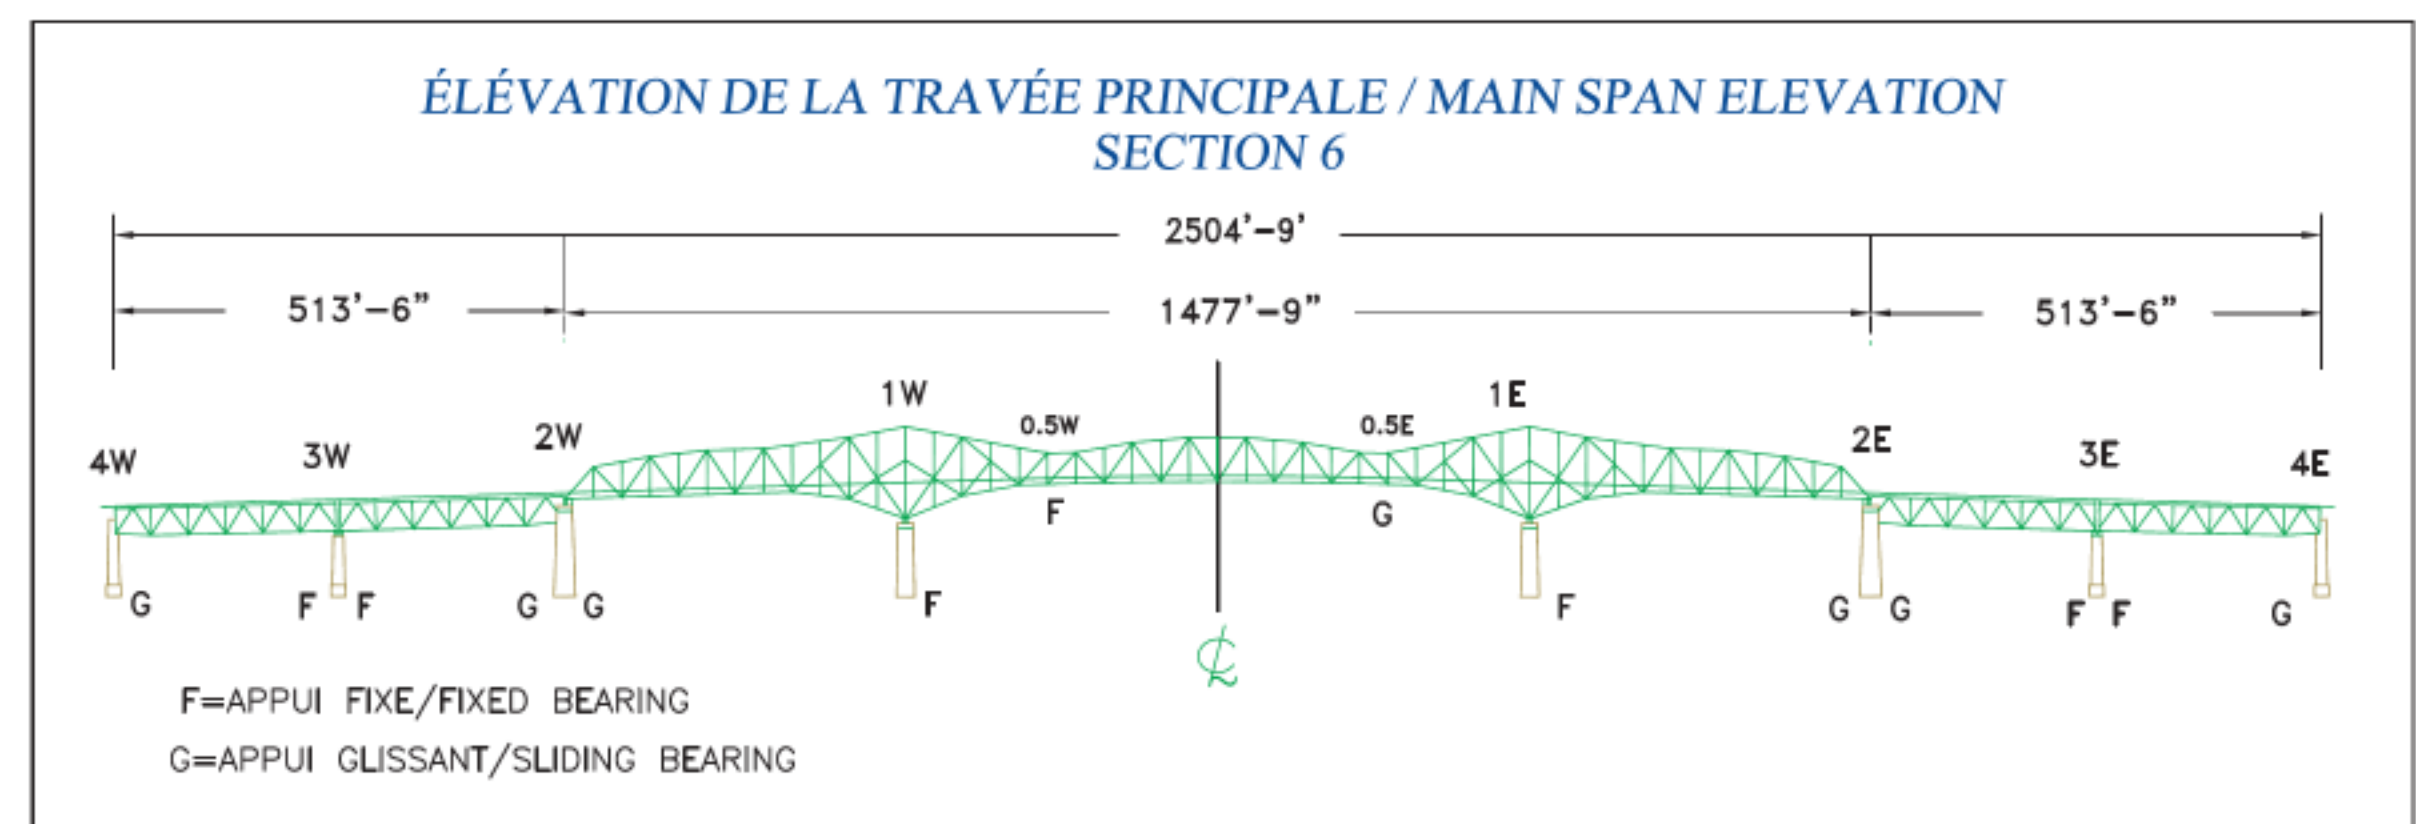 ÉLÉVATION DE LA TRAVÉE PRINCIPALE / MAIN SPAN ELEVATION
SECTION 6
2504'-9'
513'-6" 1477'-9" 513'-6"
4W 3W 2W 1W 0.5W 0.5E 1E 2E 3E 4E
F G
G F F G G F F G G F F G
℄
F=APPUI FIXE/FIXED BEARING
G=APPUI GLISSANT/SLIDING BEARING